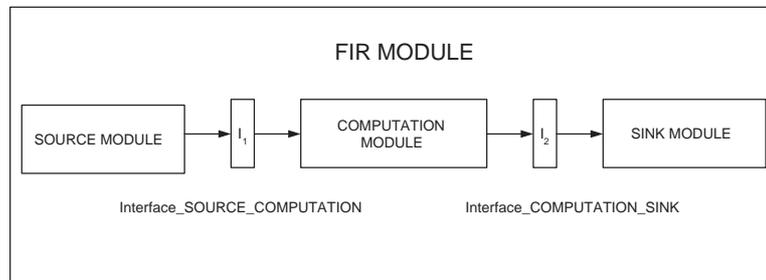 FIR MODULE
SOURCE MODULE
I1
COMPUTATION
MODULE
I2
SINK MODULE
Interface_SOURCE_COMPUTATION
Interface_COMPUTATION_SINK